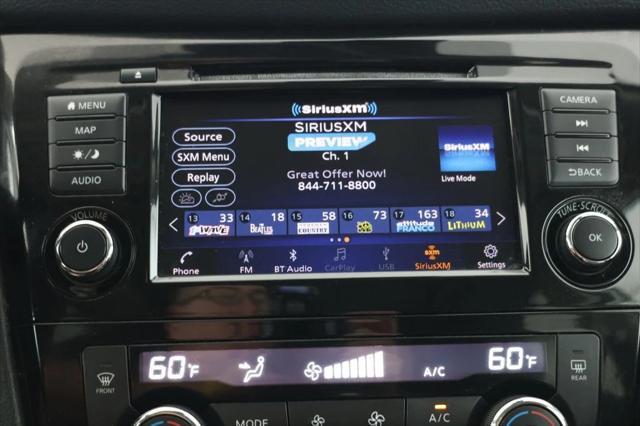 SiriusXM
MENU
SIRIUSXM
CAMERA
Source
PREVIEW
SiriusXM
MAP
SXM Menu
Ch. 1
Replay
Great Offer Now!
Live Mode
BACK
AUDIO
844-711-8800
VOLUME
13 33 14 18 15 58 16 73 17 163 18 34
BEATLES COUNTRY FRANCO LITHIUM
TUNE·SCROLL
OK
Phone FM BT Audio CarPlay USB SiriusXM Settings
60°F A/C 60°F
FRONT
REAR
MODE A/C